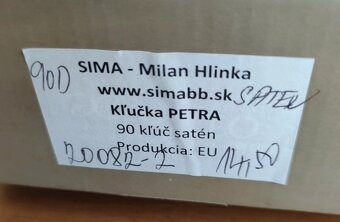 90D
SIMA - Milan Hlinka
www.simabb.sk
SATEN
Kľučka PETRA
90 kľúč satén
Produkcia: EU
20082-2
14,50